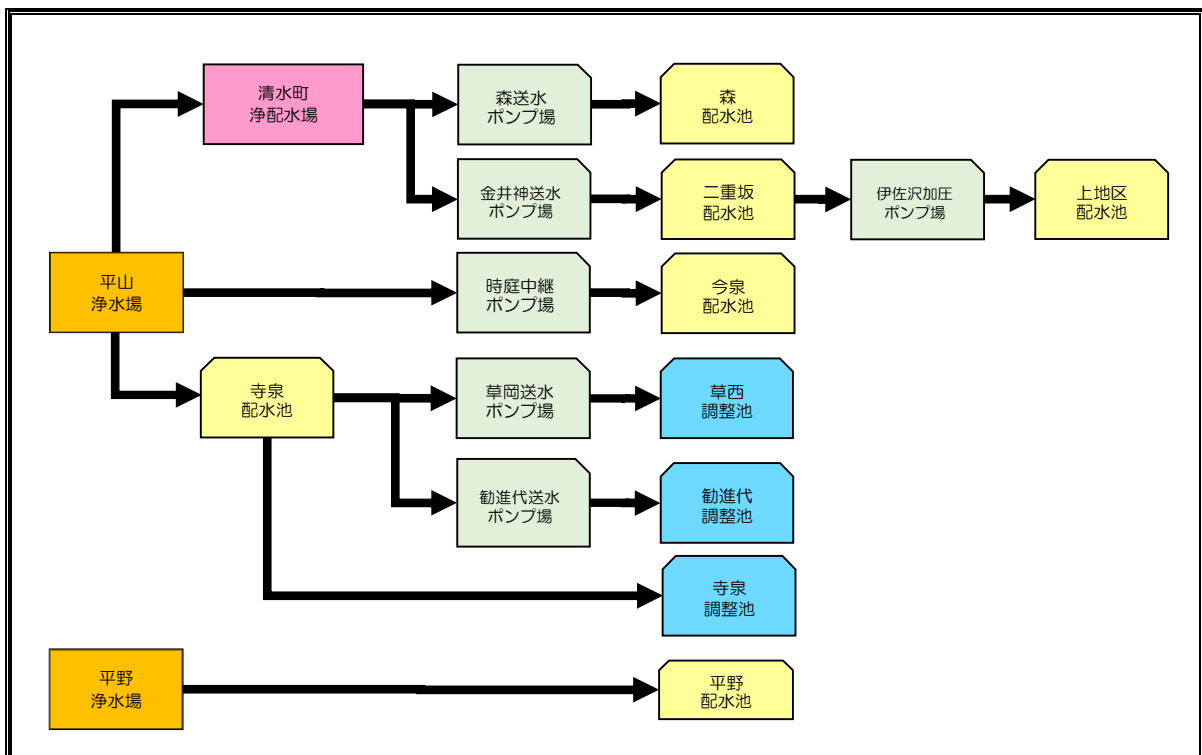 清水町
浄配水場
森送水
ポンプ場
森
配水池
金井神送水
ポンプ場
二重坂
配水池
伊佐沢加圧
ポンプ場
上地区
配水池
平山
浄水場
時庭中継
ポンプ場
今泉
配水池
寺泉
配水池
草岡送水
ポンプ場
草西
調整池
勧進代送水
ポンプ場
勧進代
調整池
寺泉
調整池
平野
浄水場
平野
配水池